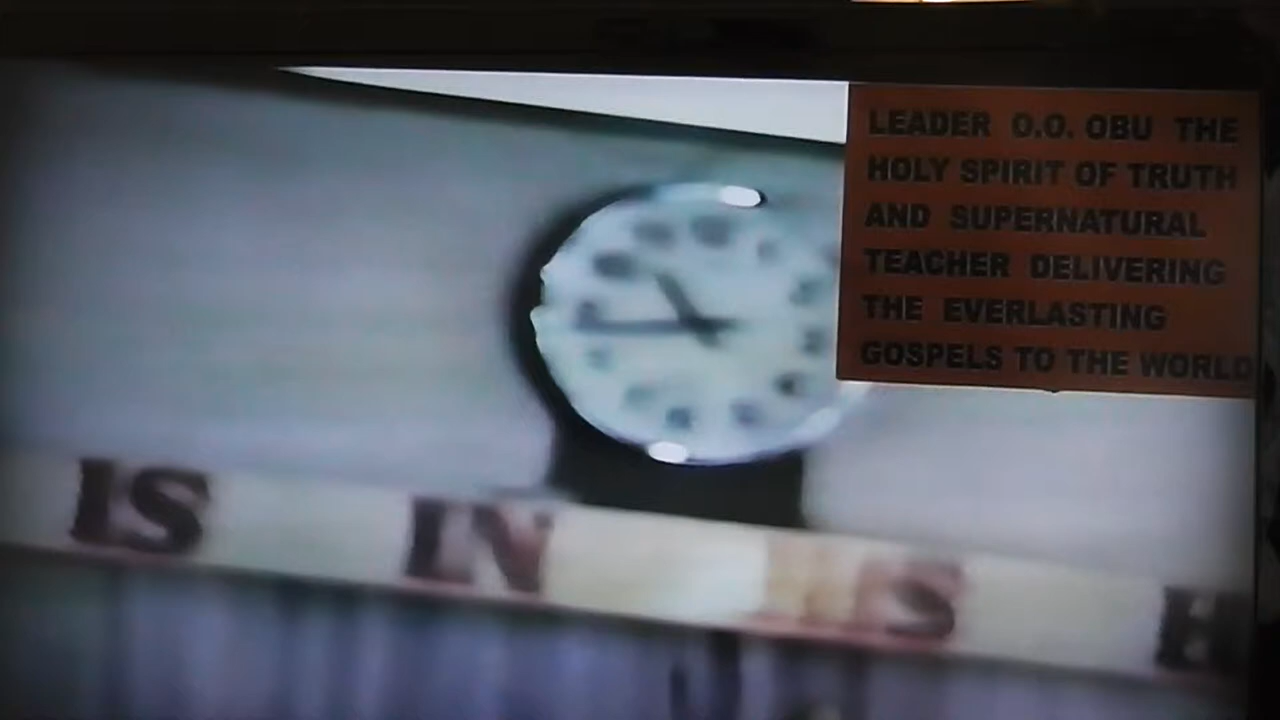 LEADER O.O. OBU THE
HOLY SPIRIT OF TRUTH
AND SUPERNATURAL
TEACHER DELIVERING
THE EVERLASTING
GOSPELS TO THE WORLD
IS IN